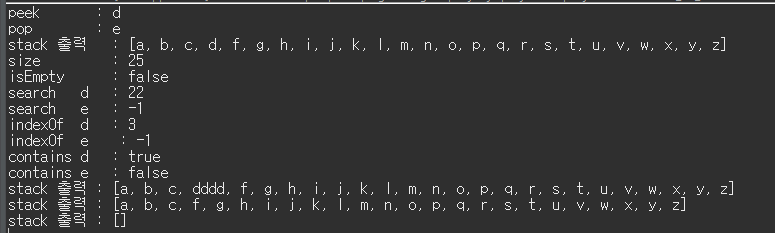 peek : d
pop : e
stack 출력 : [a, b, c, d, f, g, h, i, j, k, l, m, n, o, p, q, r, s, t, u, v, w, x, y, z]
size : 25
isEmpty : false
search d : 22
search e : -1
indexOf d : 3
indexOf e : -1
contains d : true
contains e : false
stack 출력 : [a, b, c, dddd, f, g, h, i, j, k, l, m, n, o, p, q, r, s, t, u, v, w, x, y, z]
stack 출력 : [a, b, c, f, g, h, i, j, k, l, m, n, o, p, q, r, s, t, u, v, w, x, y, z]
stack 출력 : []